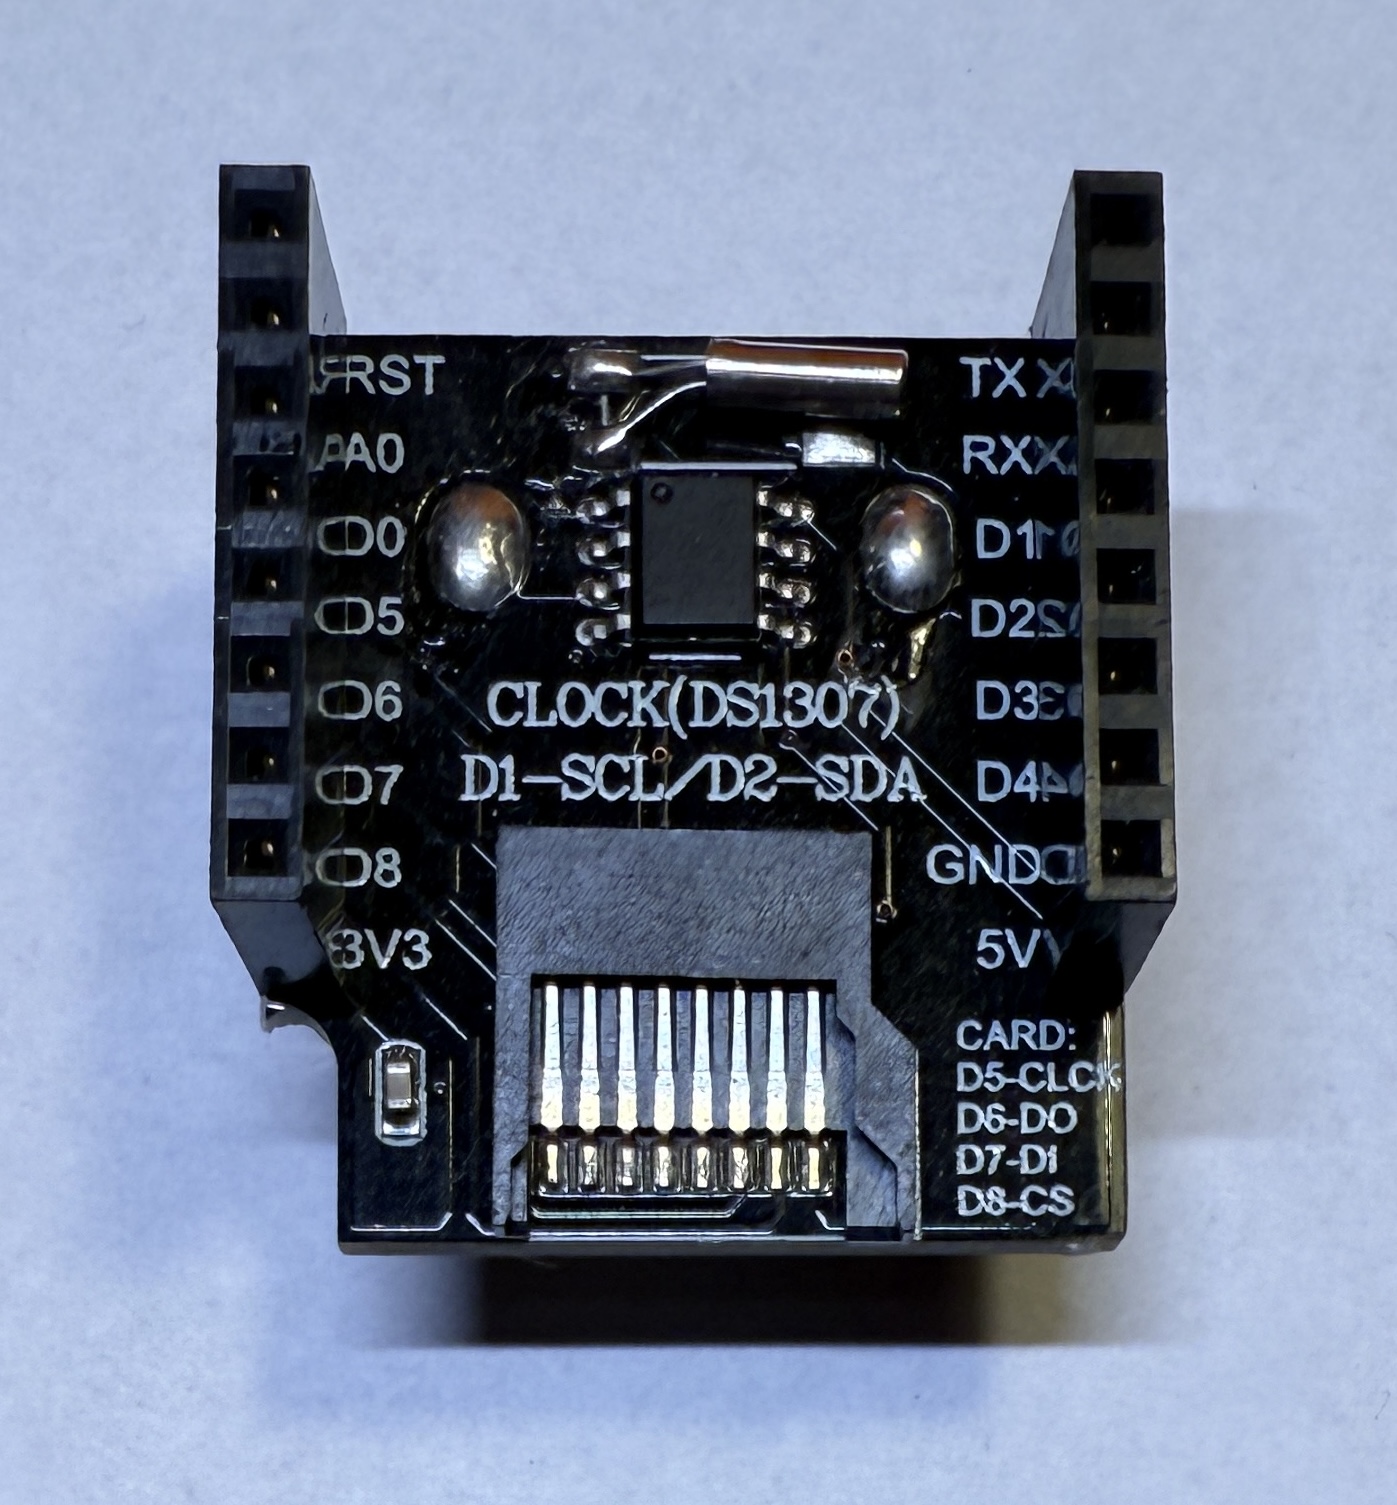 RST
TX
A0
RX
D0
D1
D5
D2
D6
D3
D7
D4
D8
GND
3V3
5V
CLOCK(DS1307)
D1-SCL/D2-SDA
CARD:
D5-CLCK
D6-DO
D7-DI
D8-CS